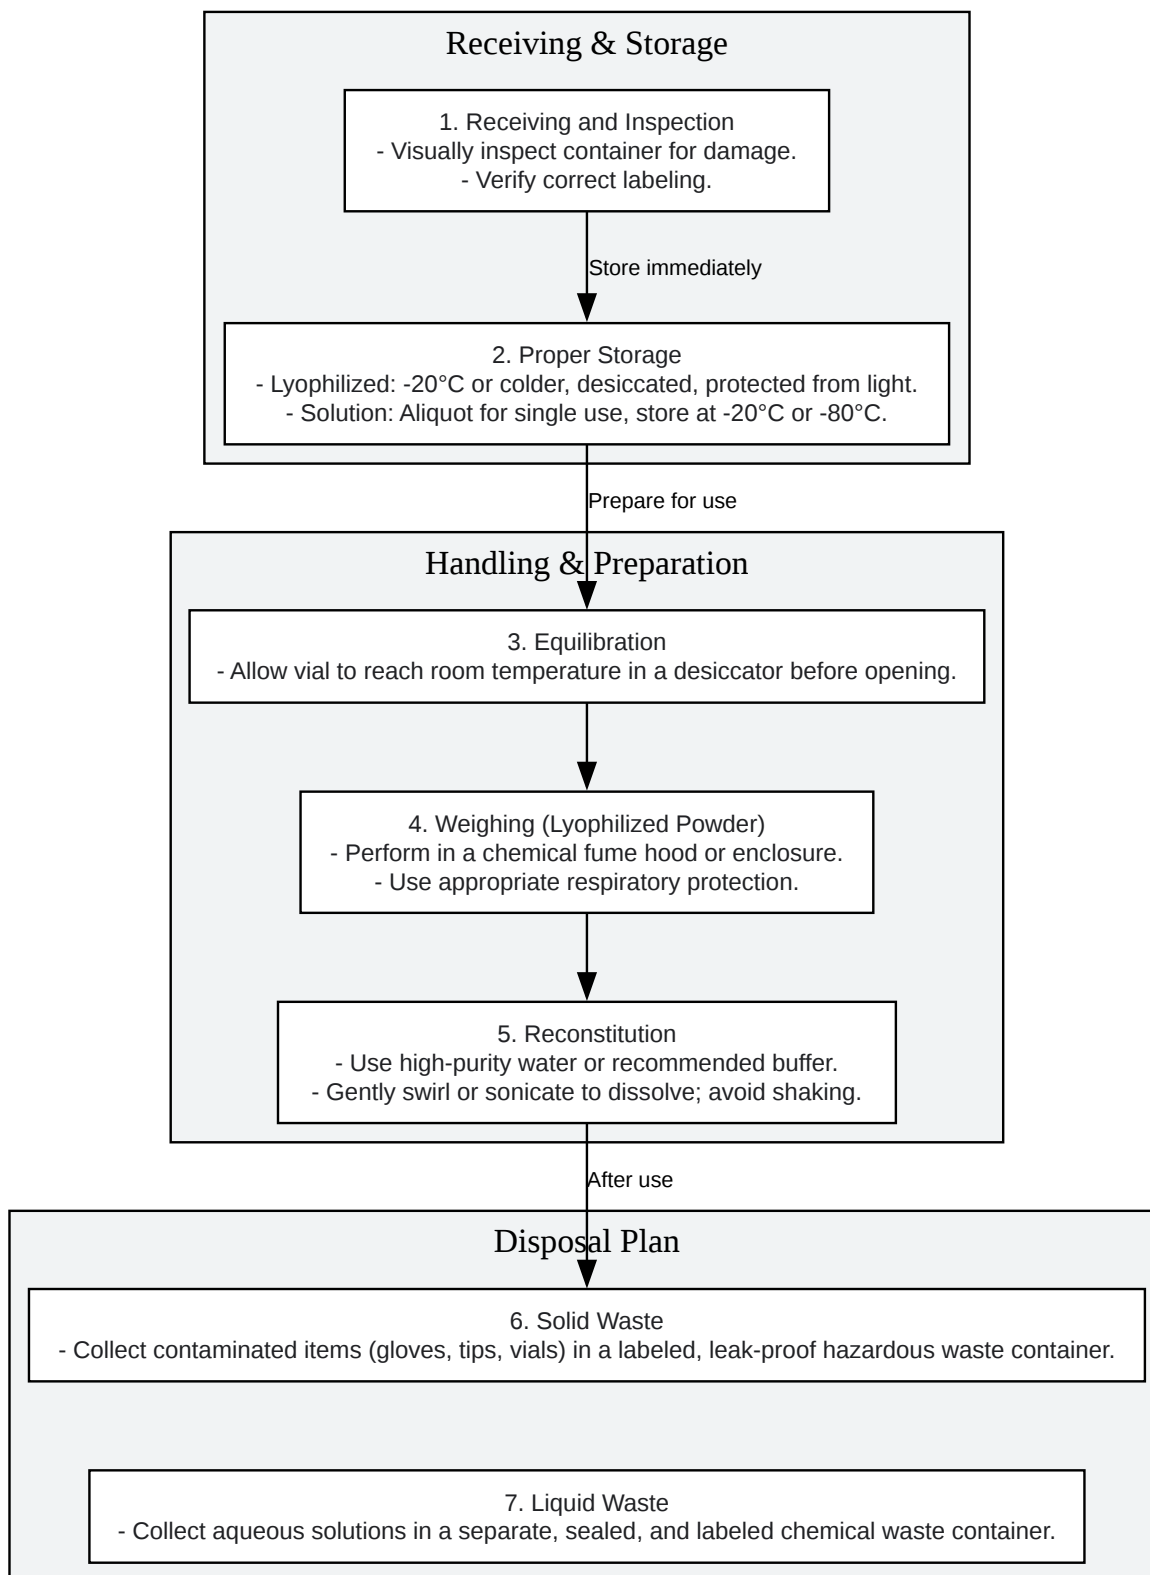 Receiving & Storage
1. Receiving and Inspection
- Visually inspect container for damage.
- Verify correct labeling.
Store immediately
2. Proper Storage
- Lyophilized: -20°C or colder, desiccated, protected from light.
- Solution: Aliquot for single use, store at -20°C or -80°C.
Prepare for use
Handling & Preparation
3. Equilibration
- Allow vial to reach room temperature in a desiccator before opening.
4. Weighing (Lyophilized Powder)
- Perform in a chemical fume hood or enclosure.
- Use appropriate respiratory protection.
5. Reconstitution
- Use high-purity water or recommended buffer.
- Gently swirl or sonicate to dissolve; avoid shaking.
After use
Disposal Plan
6. Solid Waste
- Collect contaminated items (gloves, tips, vials) in a labeled, leak-proof hazardous waste container.
7. Liquid Waste
- Collect aqueous solutions in a separate, sealed, and labeled chemical waste container.